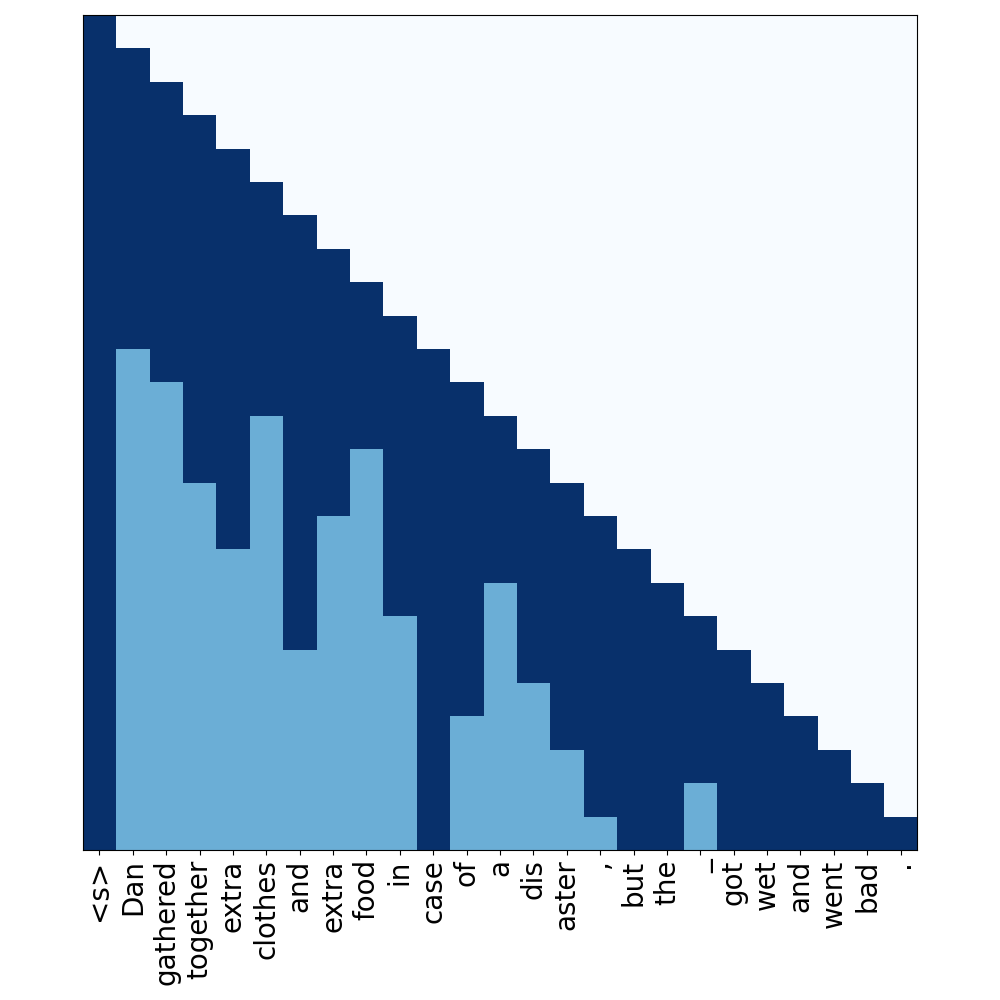 <s> Dan gathered together extra clothes and extra food in case of a dis aster , but the _ got wet and went bad .